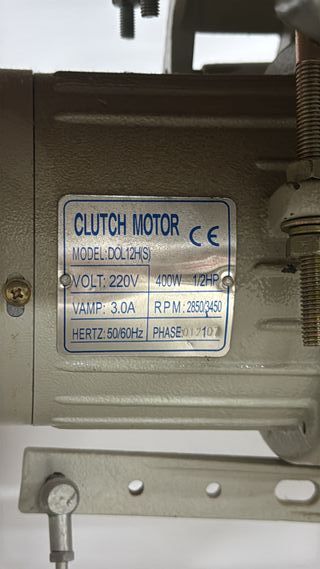 CLUTCH MOTOR CE
MODEL: DOL12H(S)
VOLT: 220V 400W 1/2HP
VAMP: 3.0A RPM: 2850/3450
HERTZ: 50/60Hz PHASE: